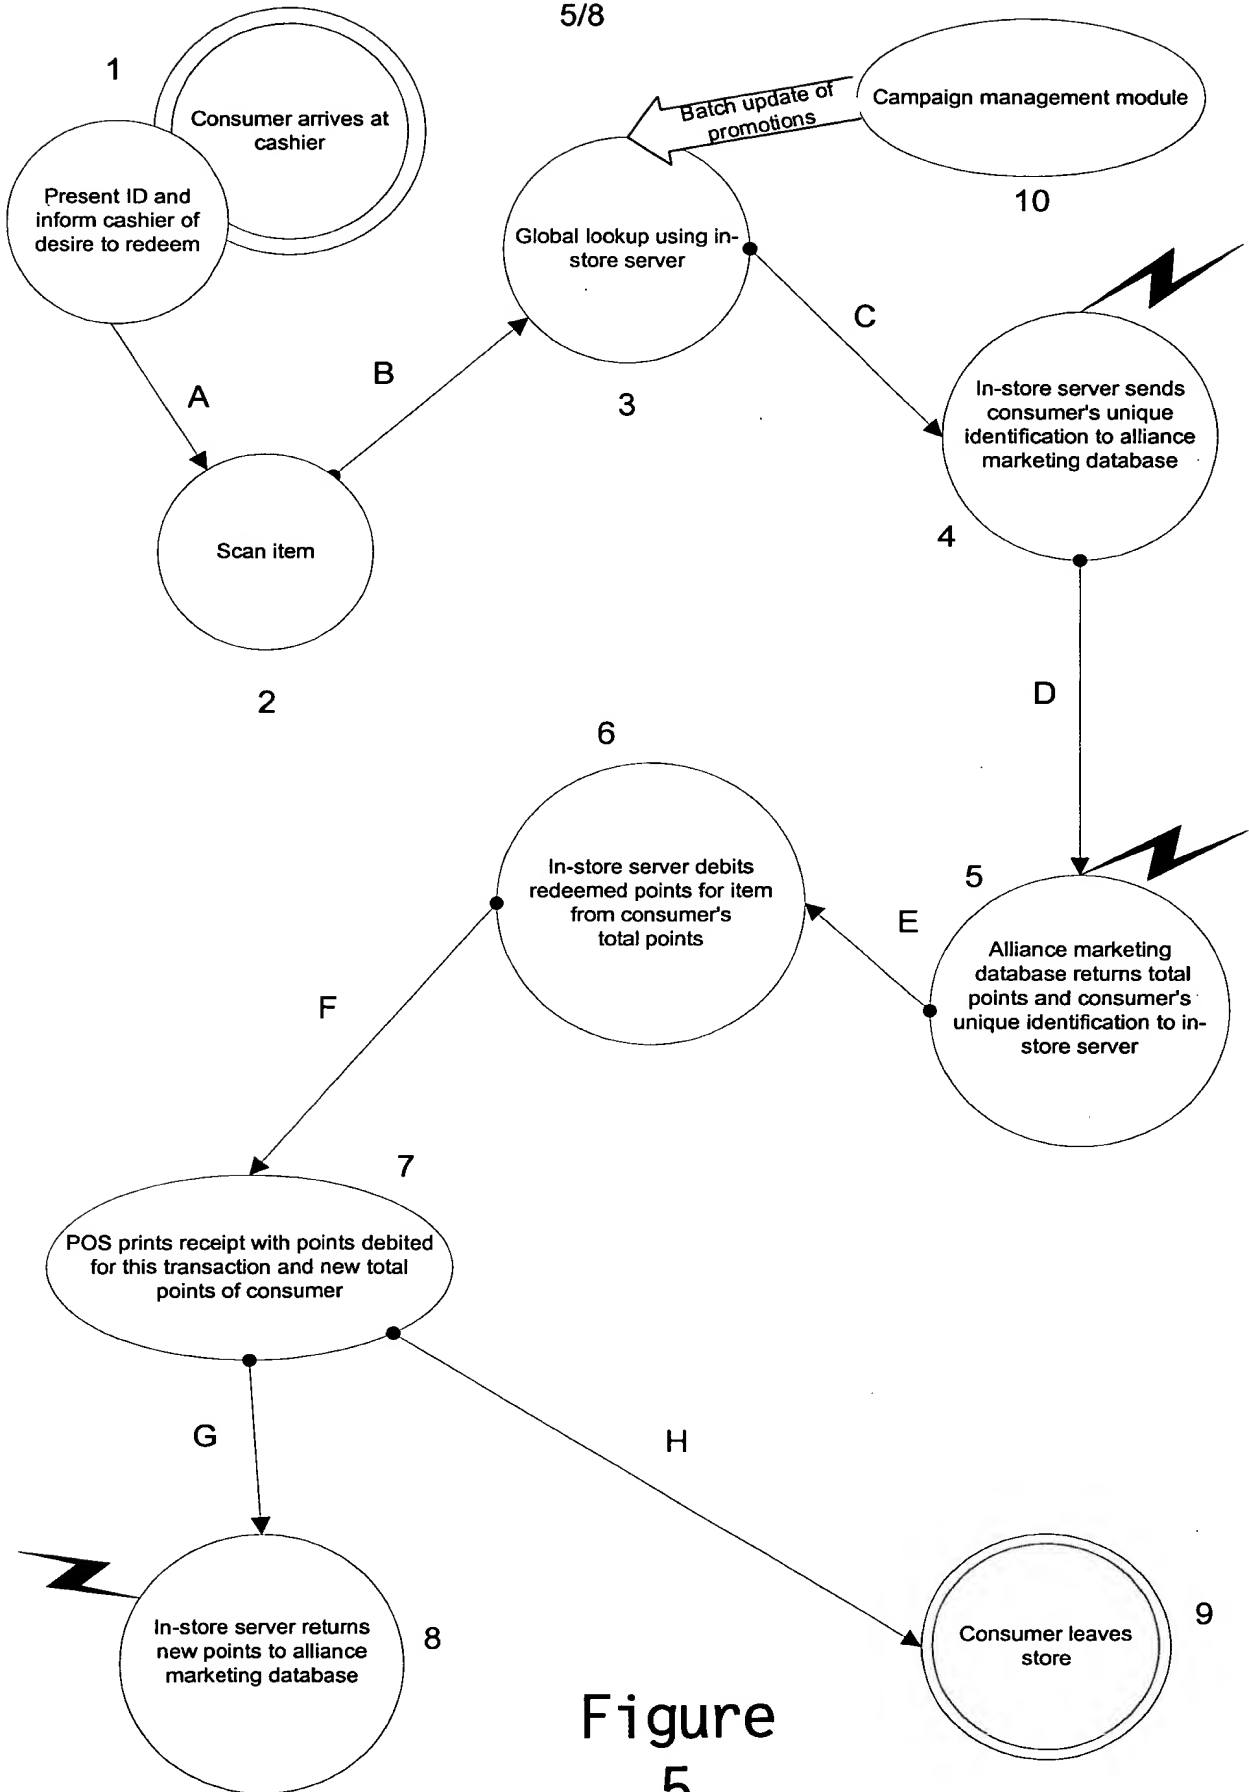 5/8
1
Consumer arrives at
cashier
Present ID and
inform cashier of
desire to redeem
Batch update of
promotions
Campaign management module
10
Global lookup using in-
store server
3
A
B
C
Scan item
2
In-store server sends
consumer's unique
identification to alliance
marketing database
4
D
5
Alliance marketing
database returns total
points and consumer's
unique identification to in-
store server
E
6
In-store server debits
redeemed points for item
from consumer's
total points
F
7
POS prints receipt with points debited
for this transaction and new total
points of consumer
G
H
In-store server returns
new points to alliance
marketing database
8
Consumer leaves
store
9
Figure
5